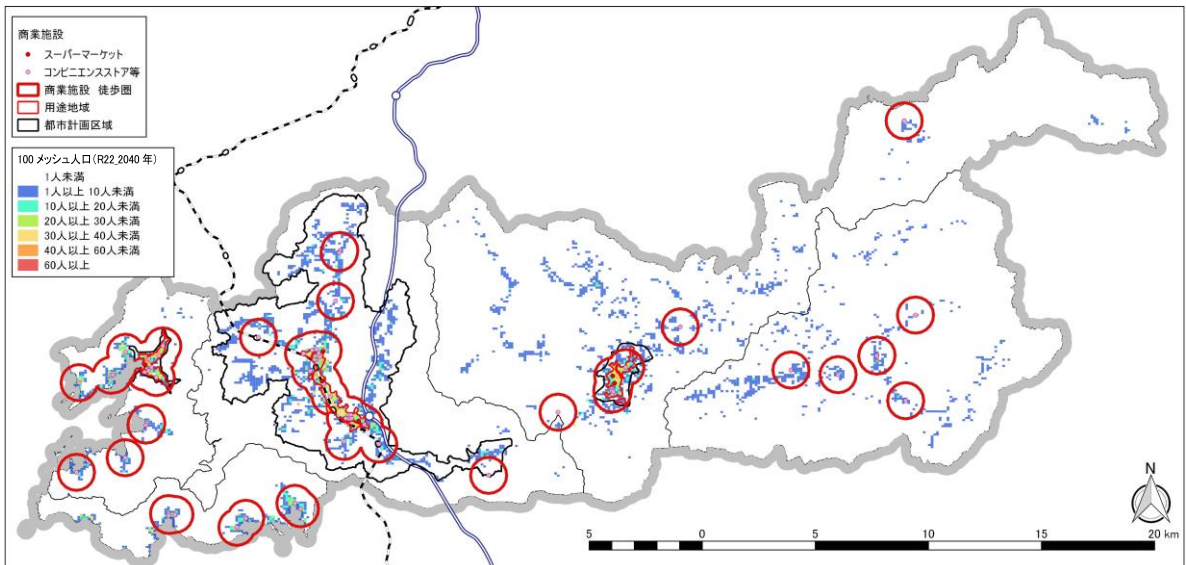 商業施設
スーパーマーケット
コンビニエンスストア等
商業施設 徒歩圏
用途地域
都市計画区域
100メッシュ人口(R22_2040年)
1人未満
1人以上 10人未満
10人以上 20人未満
20人以上 30人未満
30人以上 40人未満
40人以上 60人未満
60人以上
N
5 0 5 10 15 20 km